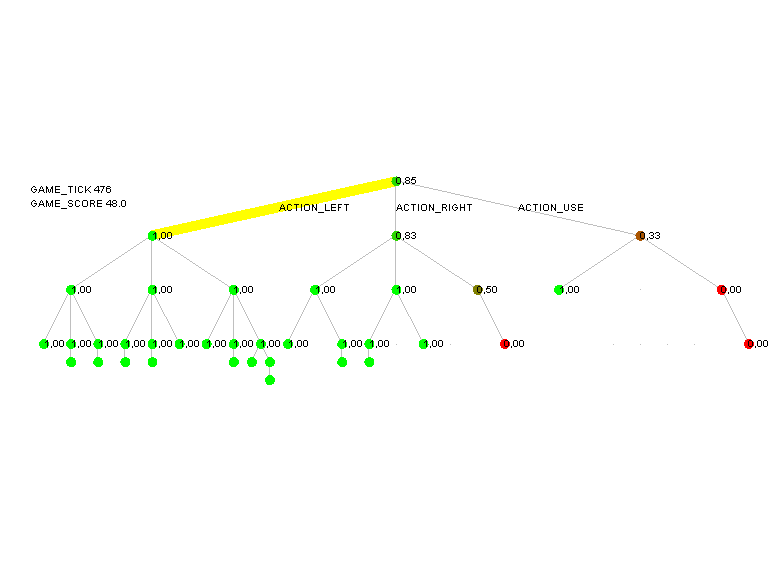 0,85
GAME_TICK 476
GAME_SCORE 48.0
ACTION_LEFT ACTION_RIGHT ACTION_USE
1,00 0,83 0,33
1,00 1,00 1,00 1,00 1,00 0,50 1,00 0,00
1,00 1,00 1,00 1,00 1,00 1,00 1,00 1,00 1,00 1,00 1,00 1,00 1,00 0,00 0,00